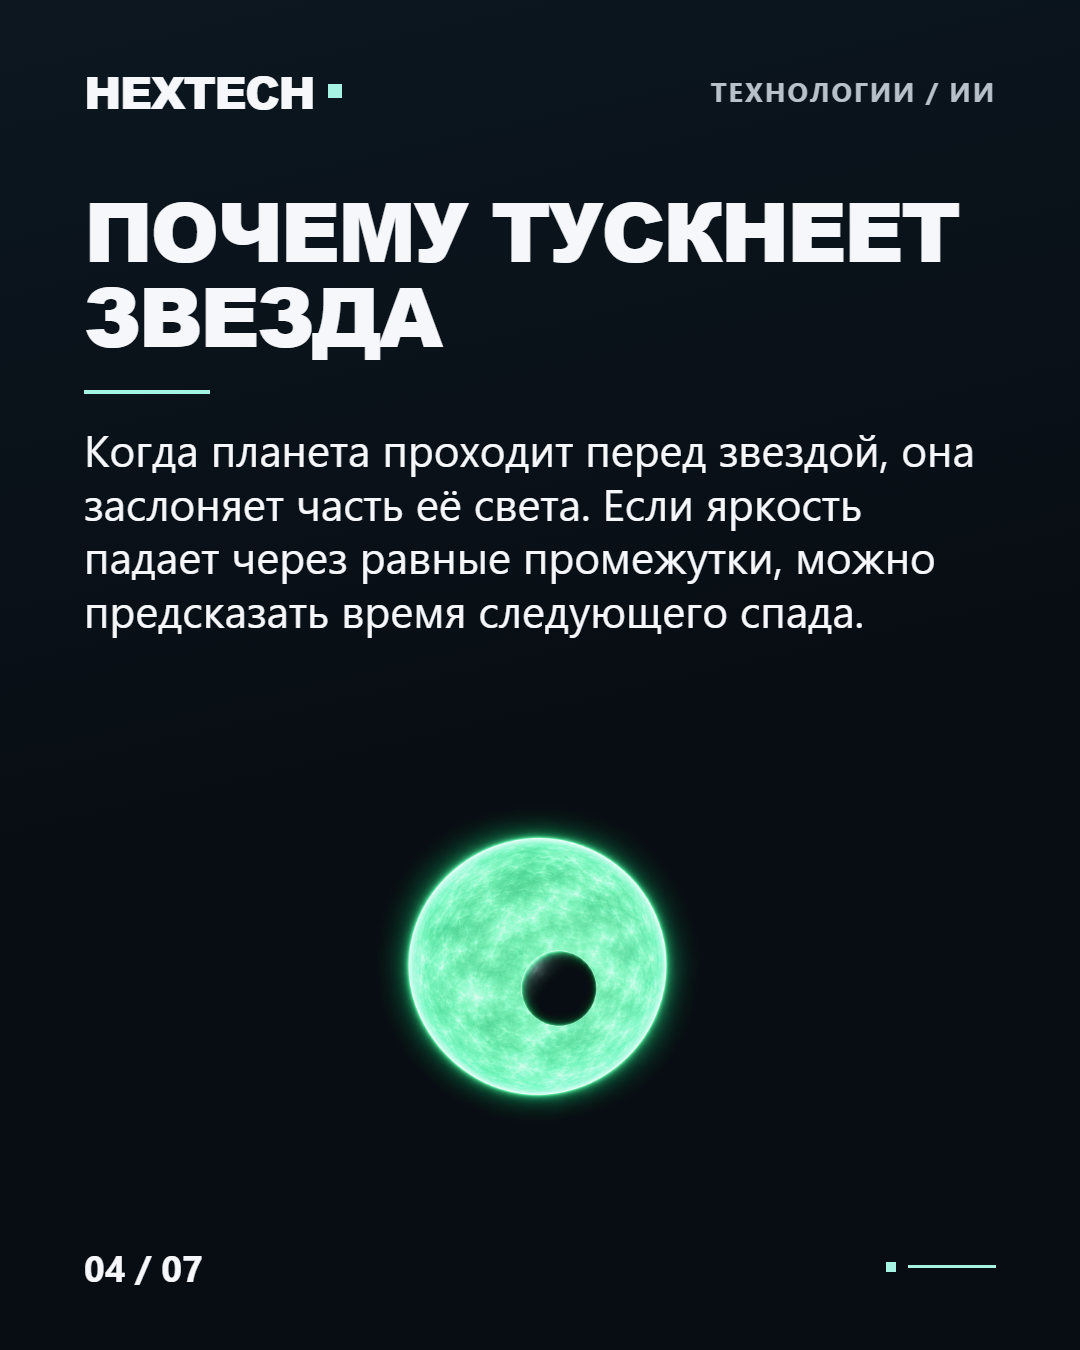 HEXTECH
ТЕХНОЛОГИИ / ИИ
ПОЧЕМУ ТУСКНЕЕТ
ЗВЕЗДА
Когда планета проходит перед звездой, она
заслоняет часть её света. Если яркость
падает через равные промежутки, можно
предсказать время следующего спада.
04 / 07